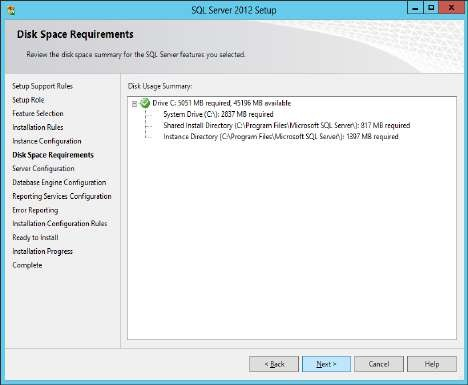 SQL Server 2012 Setup
Disk Space Requirements
Review the disk space summary for the SQL Server features you selected.
Setup Support Rules
Setup Role
Feature Selection
Installation Rules
Instance Configuration
Disk Space Requirements
Server Configuration
Database Engine Configuration
Reporting Services Configuration
Error Reporting
Installation Configuration Rules
Ready to Install
Installation Progress
Complete
Disk Usage Summary:
Drive C: 5051 MB required, 45196 MB available
System Drive (C:\): 2837 MB required
Shared Install Directory (C:\Program Files\Microsoft SQL Server\): 817 MB required
Instance Directory (C:\Program Files\Microsoft SQL Server\): 1397 MB required
< Back
Next >
Cancel
Help